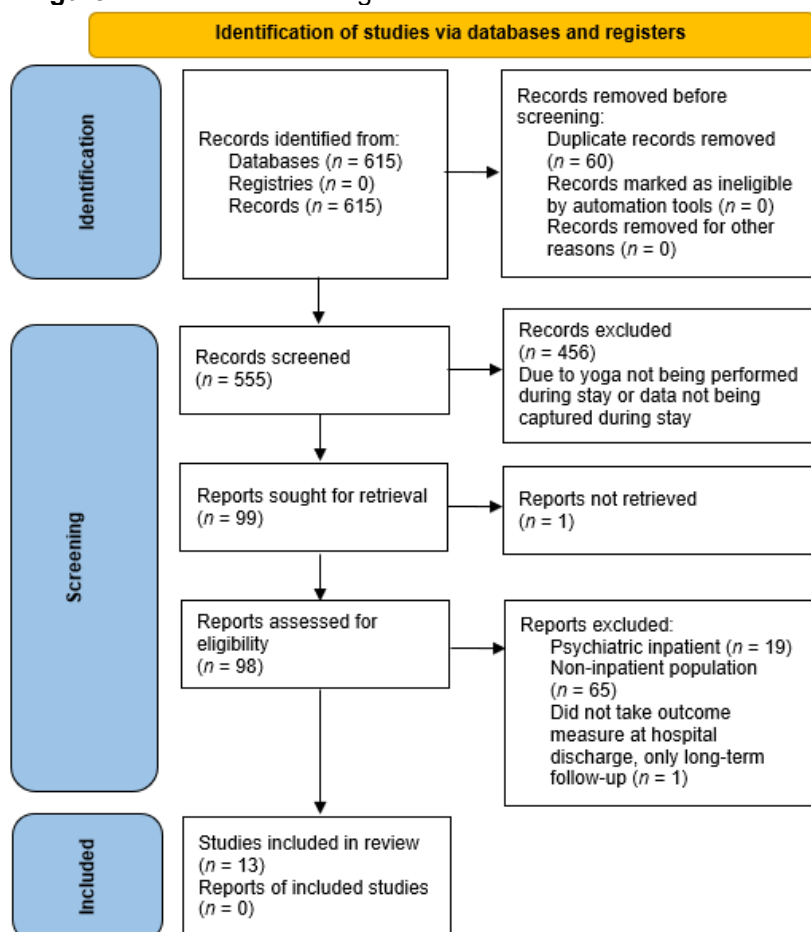 Identification of studies via databases and registers
Identification
Records identified from:
Databases (n = 615)
Registries (n = 0)
Records (n = 615)
Records removed before
screening:
Duplicate records removed
(n = 60)
Records marked as ineligible
by automation tools (n = 0)
Records removed for other
reasons (n = 0)
Screening
Records screened
(n = 555)
Records excluded
(n = 456)
Due to yoga not being performed
during stay or data not being
captured during stay
Reports sought for retrieval
(n = 99)
Reports not retrieved
(n = 1)
Reports assessed for
eligibility
(n = 98)
Reports excluded:
Psychiatric inpatient (n = 19)
Non-inpatient population
(n = 65)
Did not take outcome
measure at hospital
discharge, only long-term
follow-up (n = 1)
Included
Studies included in review
(n = 13)
Reports of included studies
(n = 0)